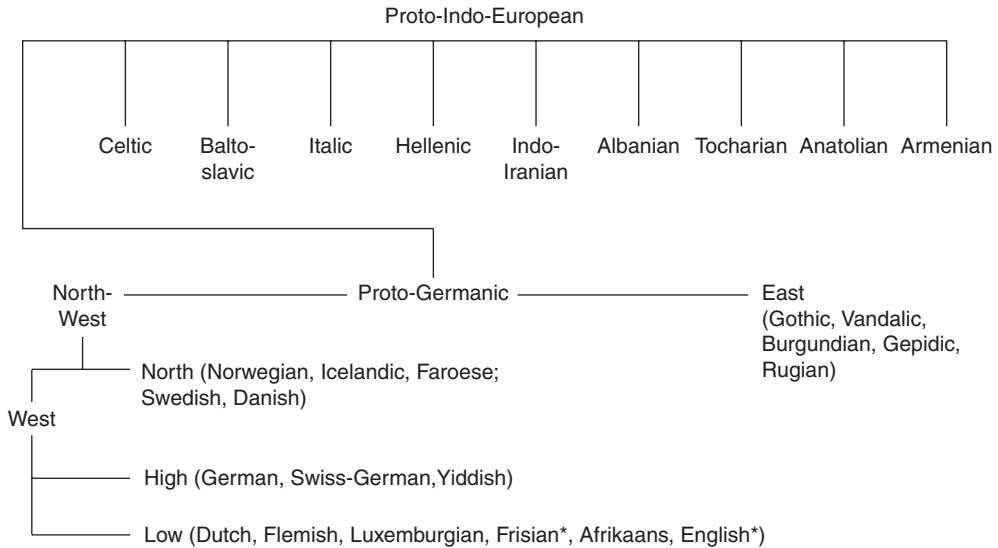 Proto-Indo-European
Celtic
Balto-
slavic
Italic
Hellenic
Indo-
Iranian
Albanian
Tocharian
Anatolian
Armenian
North-
West
Proto-Germanic
East
(Gothic, Vandalic,
Burgundian, Gepidic,
Rugian)
North (Norwegian, Icelandic, Faroese;
Swedish, Danish)
West
High (German, Swiss-German,Yiddish)
Low (Dutch, Flemish, Luxemburgian, Frisian*, Afrikaans, English*)